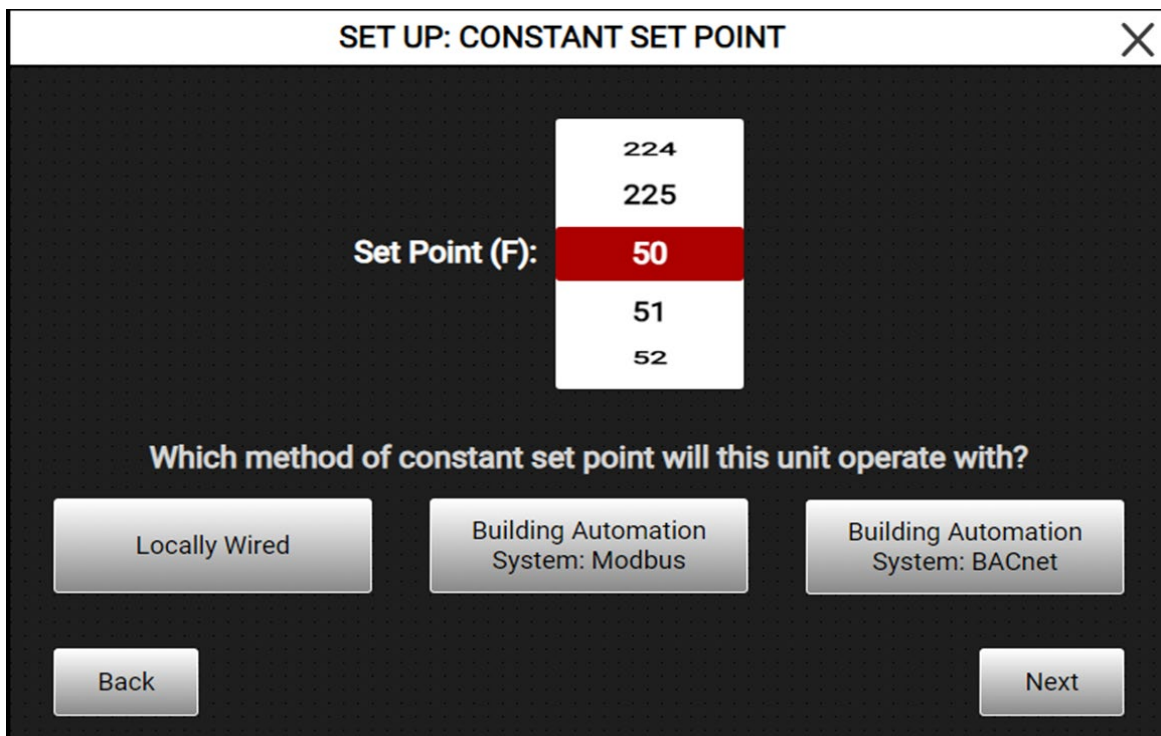 SET UP: CONSTANT SET POINT
224
225
Set Point (F):
50
51
52
Which method of constant set point will this unit operate with?
Locally Wired
Building Automation
System: Modbus
Building Automation
System: BACnet
Back
Next